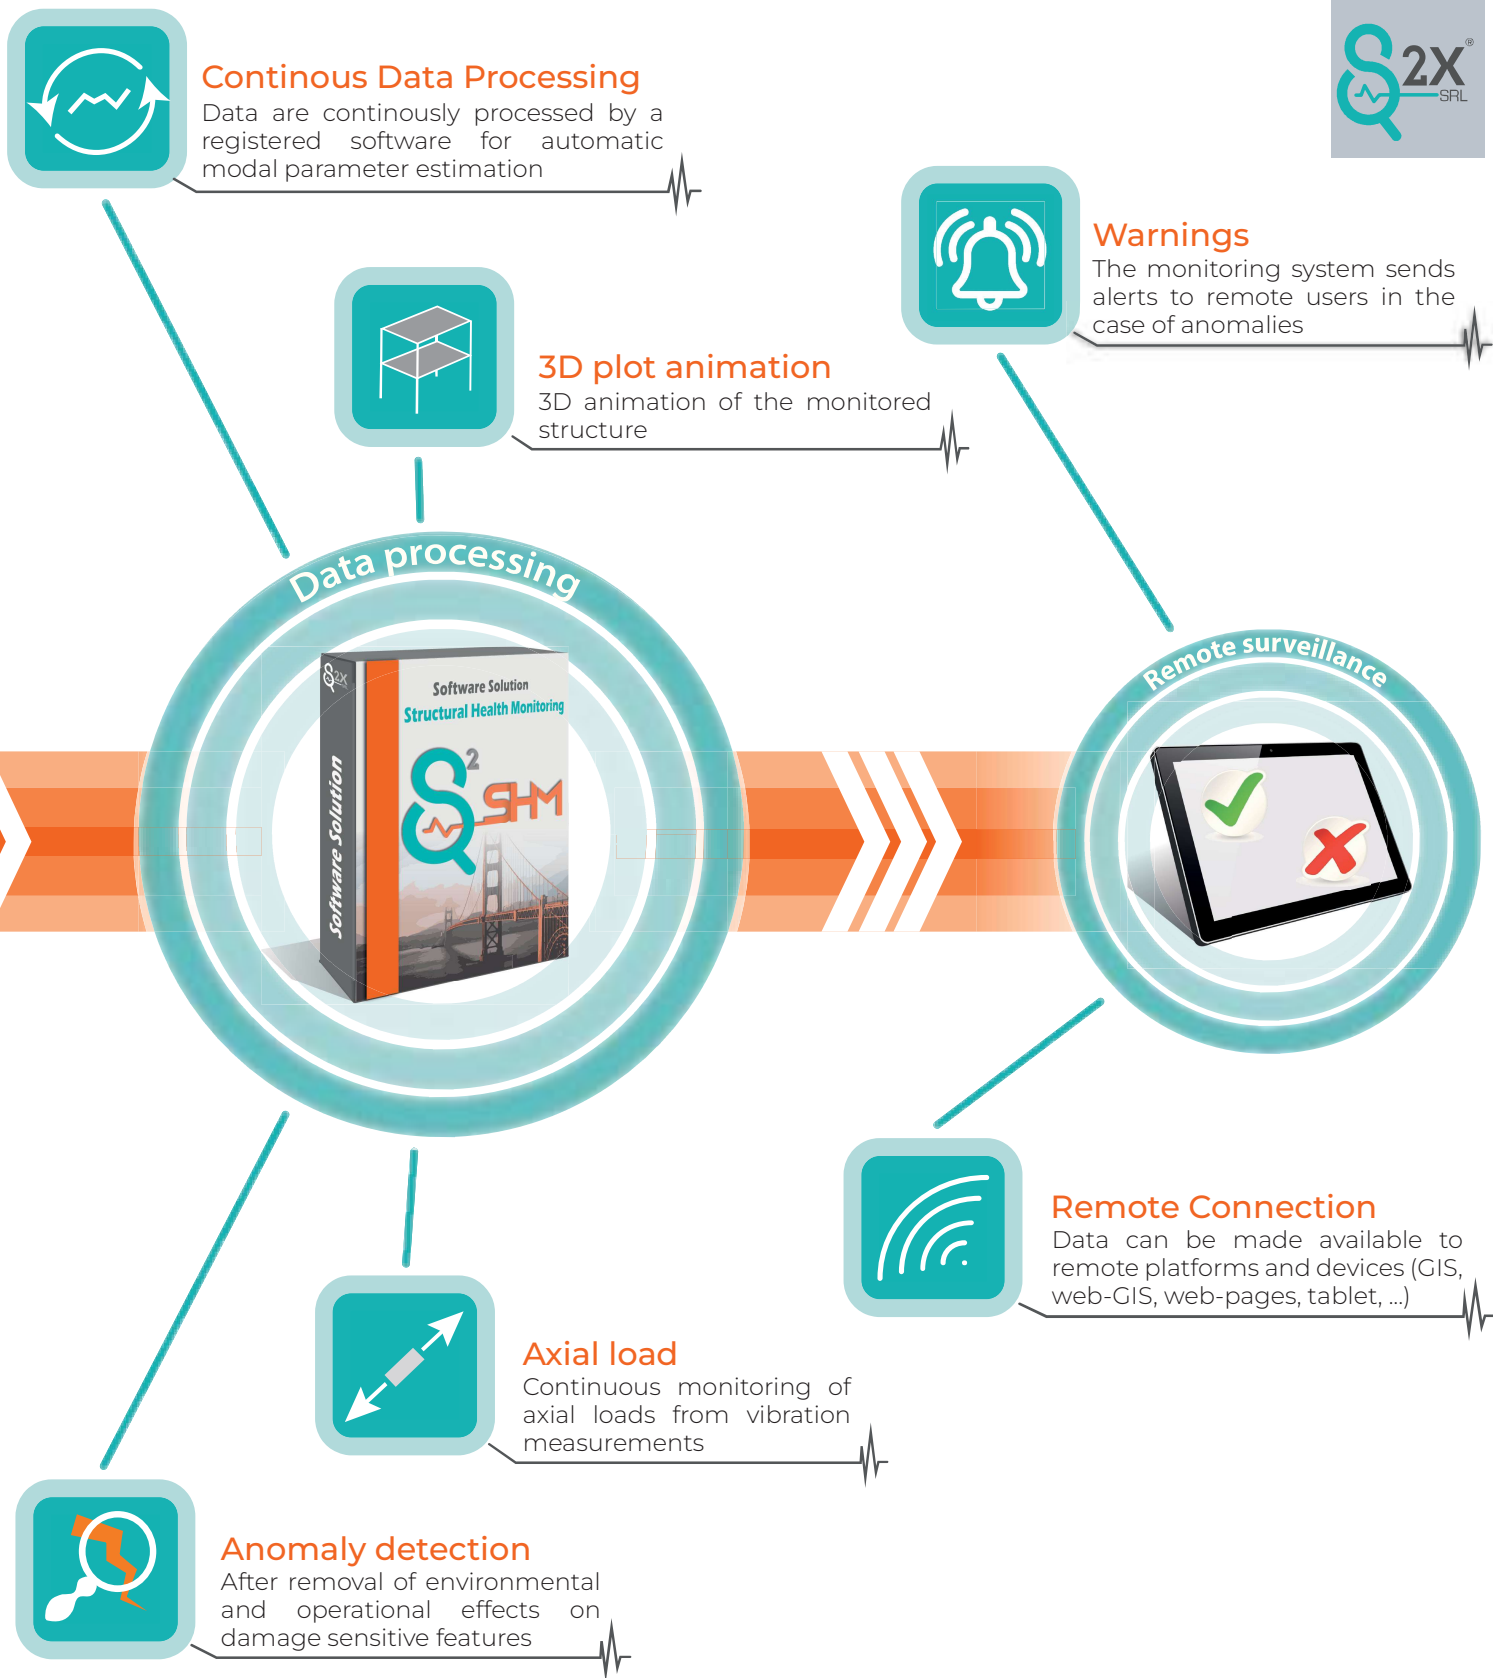 Continous Data Processing
Data are continously processed by a
registered software for automatic
modal parameter estimation
S2X®
SRL
Warnings
The monitoring system sends
alerts to remote users in the
case of anomalies
3D plot animation
3D animation of the monitored
structure
Data processing
S2X
Software Solution
Software Solution
Structural Health Monitoring
S2
SHM
Remote surveillance
Remote Connection
Data can be made available to
remote platforms and devices (GIS,
web-GIS, web-pages, tablet, ...)
Axial load
Continuous monitoring of
axial loads from vibration
measurements
Anomaly detection
After removal of environmental
and operational effects on
damage sensitive features